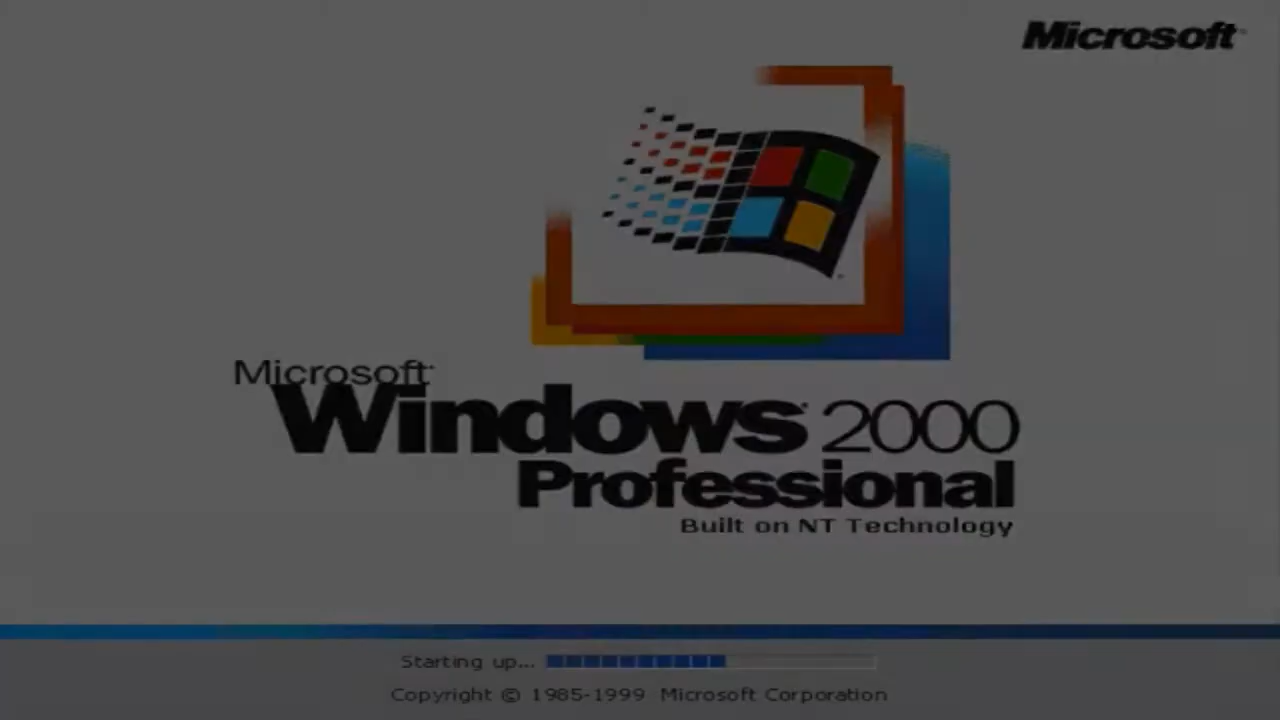 Microsoft
Microsoft
Windows 2000
Professional
Built on NT Technology
Starting up...
Copyright © 1985-1999 Microsoft Corporation